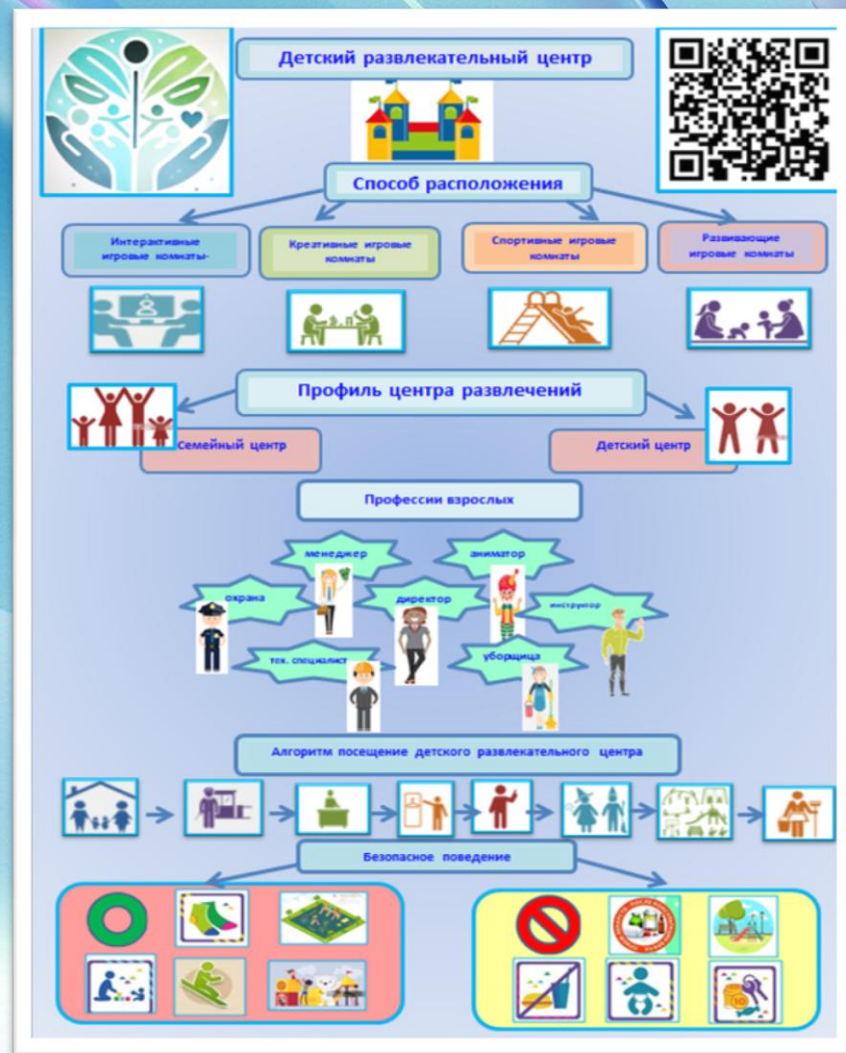 Детский развлекательный центр
Способ расположения
Интерактивные
игровые комнаты-
Креативные игровые
комнаты
Спортивные игровые
комнаты
Развивающие
игровые комнаты
Профиль центра развлечений
Семейный центр
Детский центр
Профессии взрослых
менеджер
аниматор
охрана
директор
инструктор
тех. специалист
уборщица
Алгоритм посещение детского развлекательного центра
Безопасное поведение